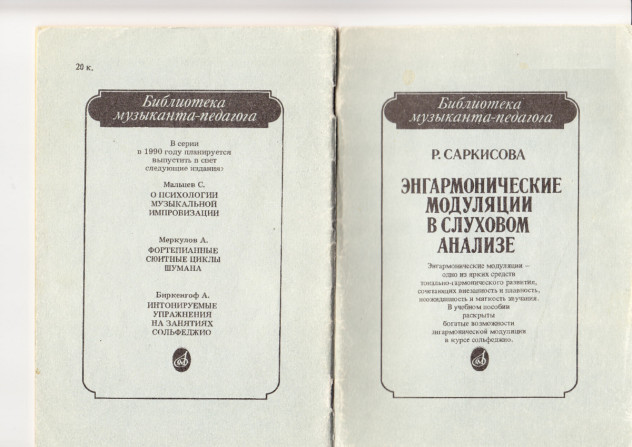 20 к.
Библиотека
музыканта-педагога
В серии
в 1990 году планируется
выпустить в свет
следующие издания:
Мальцев С.
О ПСИХОЛОГИИ
МУЗЫКАЛЬНОЙ
ИМПРОВИЗАЦИИ
Меркулов А.
ФОРТЕПИАННЫЕ
СЮИТНЫЕ ЦИКЛЫ
ШУМАНА
Биркенгоф А.
ИНТОНИРУЕМЫЕ
УПРАЖНЕНИЯ
НА ЗАНЯТИЯХ
СОЛЬФЕДЖИО
Библиотека
музыканта-педагога
Р. САРКИСОВА
ЭНГАРМОНИЧЕСКИЕ
МОДУЛЯЦИИ
В СЛУХОВОМ
АНАЛИЗЕ
Энгармонические модуляции —
одно из ярких средств
тонально-гармонического развития,
сочетающих внезапность и плавность,
неожиданность и мягкость звучания.
В учебном пособии
раскрыты
богатые возможности
энгармонической модуляции
в курсе сольфеджио.